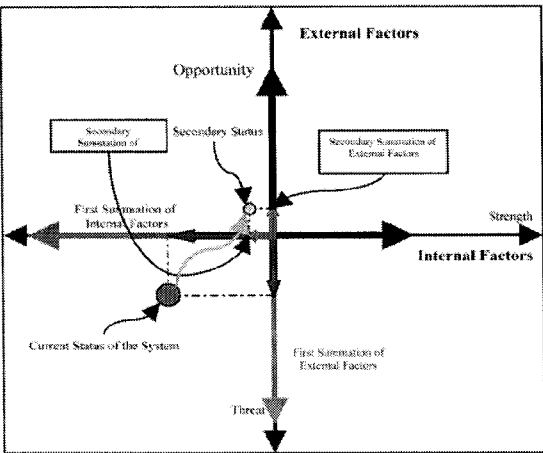 External Factors
Opportunity
Secondary
Summation of
Secondary Status
Secondary Summation of
External Factors
First Summation of
Internal Factors
Strength
Internal Factors
Current Status of the System
First Summation of
External Factors
Threat